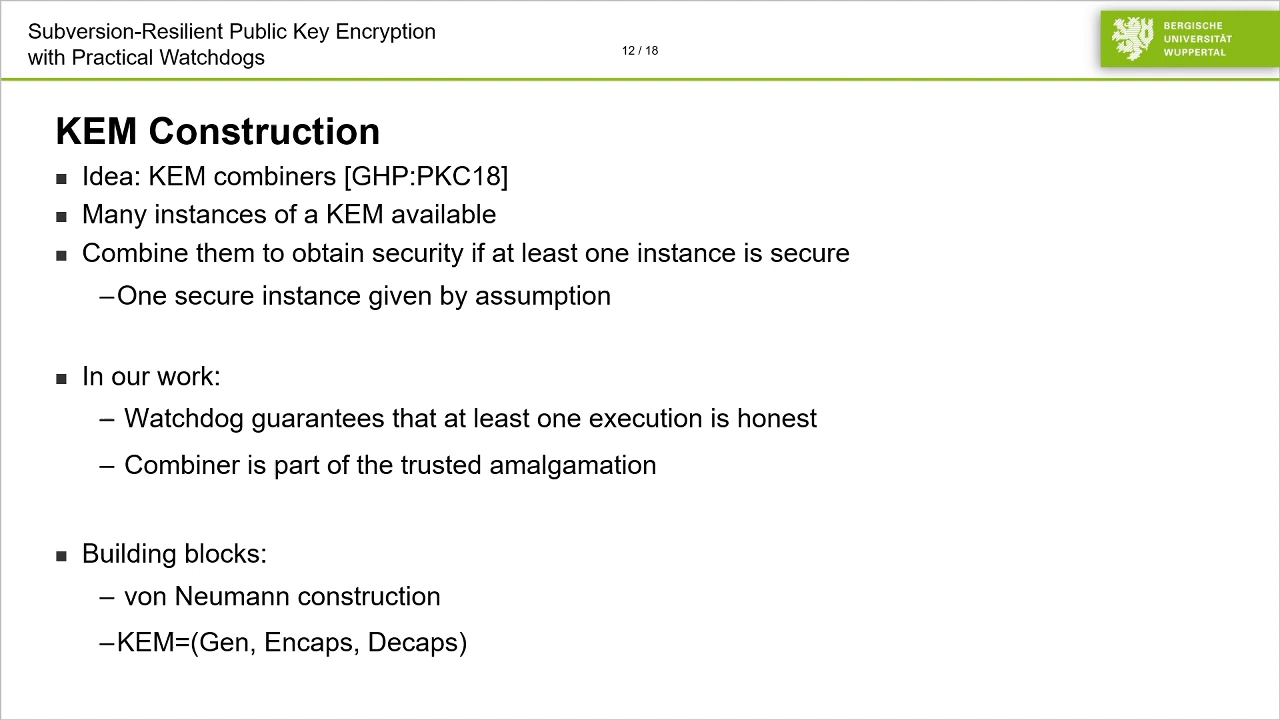 Subversion-Resilient Public Key Encryption
with Practical Watchdogs
12 / 18
BERGISCHE
UNIVERSITÄT
WUPPERTAL
KEM Construction
▪ Idea: KEM combiners [GHP:PKC18]
▪ Many instances of a KEM available
▪ Combine them to obtain security if at least one instance is secure
–One secure instance given by assumption
▪ In our work:
– Watchdog guarantees that at least one execution is honest
– Combiner is part of the trusted amalgamation
▪ Building blocks:
– von Neumann construction
–KEM=(Gen, Encaps, Decaps)